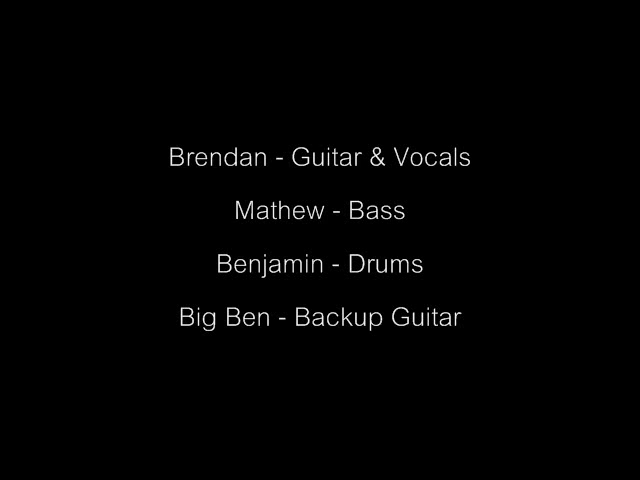 Brendan - Guitar & Vocals
Mathew - Bass
Benjamin - Drums
Big Ben - Backup Guitar